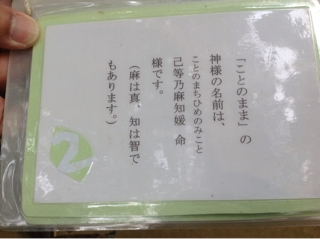 「ことのまま」の
神様の名前は、
ことのまちひめのみこと
己等乃麻知媛 命
様です。
(麻は真、知は智で
もあります。)
2